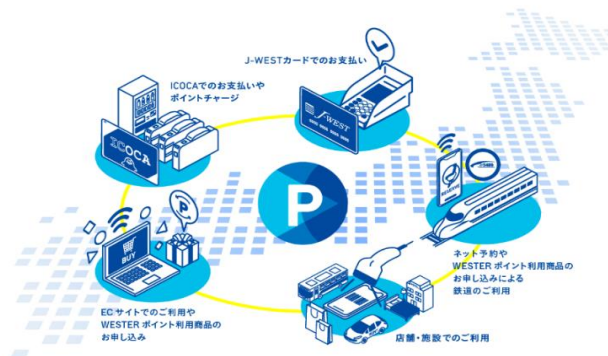 J-WESTカードでのお支払い
ICOCAでのお支払いや
ポイントチャージ
J-WEST
ICOCA
P
RESERVE
P
BUY
ネット予約や
WESTER ポイント利用商品の
お申し込みによる
鉄道のご利用
ECサイトでのご利用や
WESTER ポイント利用商品の
お申し込み
店舗・施設でのご利用